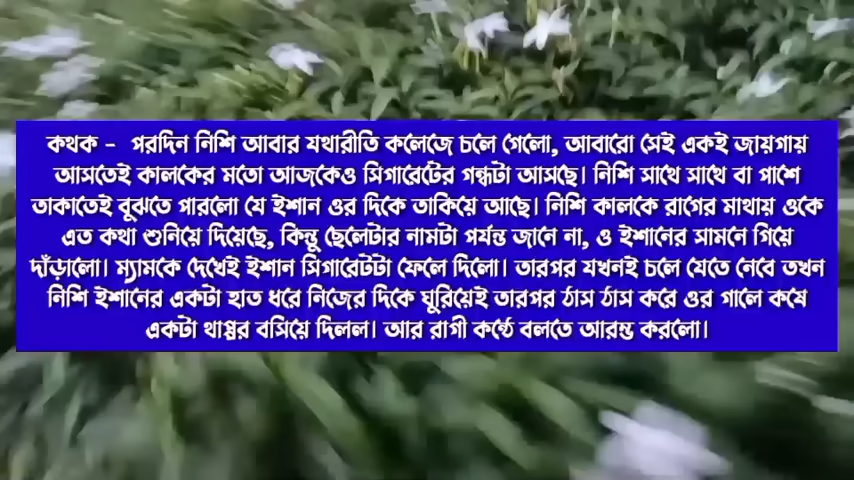 কথক - পরদিন নিশি আবার যথারীতি কলেজে চলে গেলো, আবারো সেই একই জায়গায়
আসতেই কালকের মতো আজকেও সিগারেটের গন্ধটা আসছে। নিশি সাথে সাথে বা পাশে
তাকাতেই বুঝতে পারলো যে ইশান ওর দিকে তাকিয়ে আছে। নিশি কালকে রাগের মাথায় ওকে
এত কথা শুনিয়ে দিয়েছে, কিন্তু ছেলেটার নামটা পর্যন্ত জানে না, ও ইশানের সামনে গিয়ে
দাঁড়ালো। ম্যামকে দেখেই ইশান সিগারেটটা ফেলে দিলো। তারপর যখনই চলে যেতে নেবে তখন
নিশি ইশানের একটা হাত ধরে নিজের দিকে ঘুরিয়েই তারপর ঠাস ঠাস করে ওর গালে কষে
একটা থাপ্পর বসিয়ে দিলল। আর রাগী কন্ঠে বলতে আরম্ভ করলো।